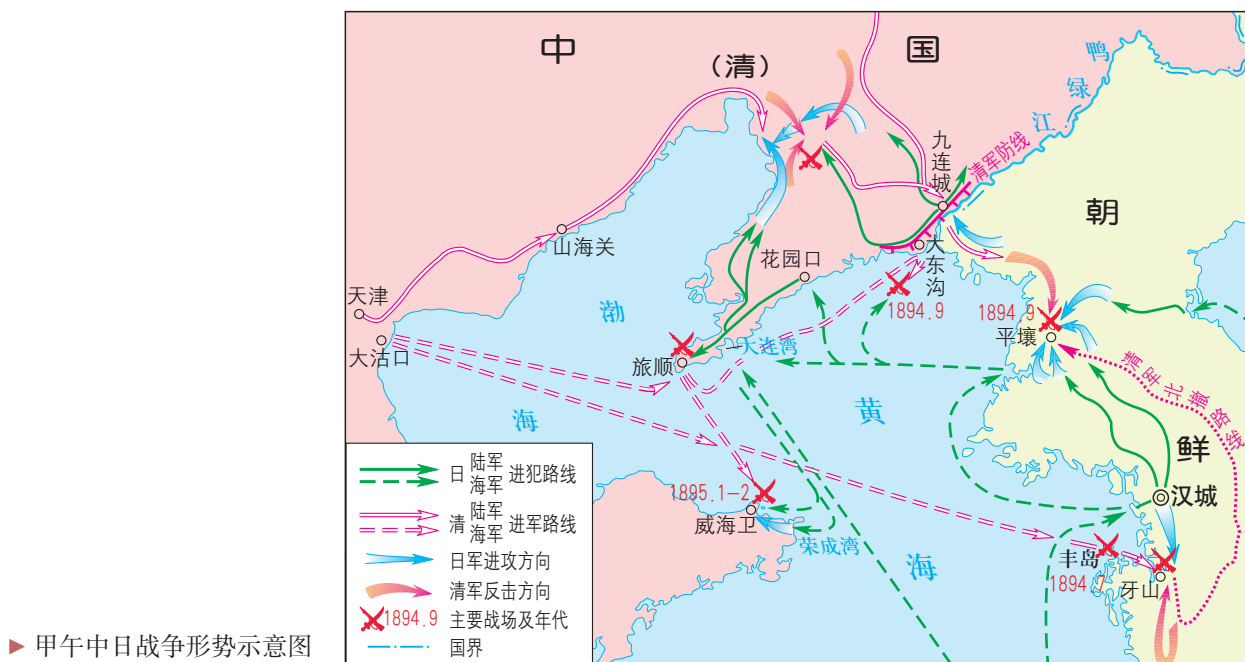 中 国
（清）
鸭
绿
江
九连城
清军防线
朝
山海关
花园口
大东沟
天津
渤
1894.9
1894.9
平壤
大沽口
旅顺
大连湾
清军北撤路线
黄
海
鲜
汉城
1895.1-2
威海卫
荣成湾
海
丰岛
1894.7
牙山
日 陆军 海军 进犯路线
清 陆军 海军 进军路线
日军进攻方向
清军反击方向
1894.9 主要战场及年代
国界
▶ 甲午中日战争形势示意图